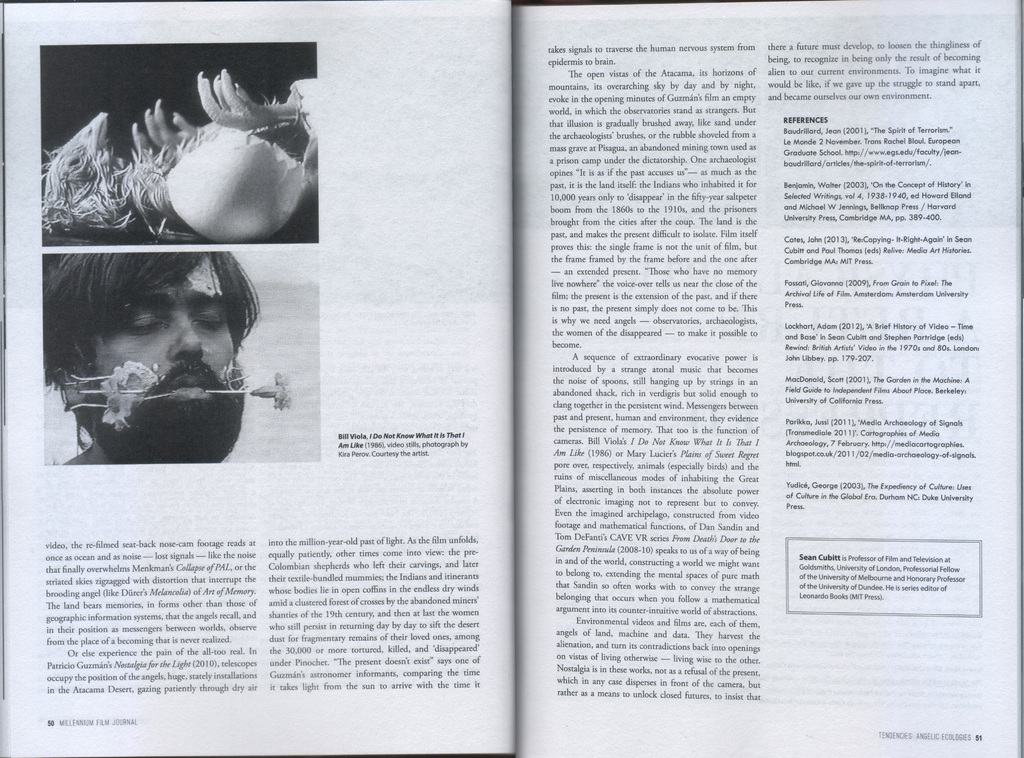 Bill Viola, I Do Not Know What It Is That I
Am Like (1986), video stills, photograph by
Kira Perov. Courtesy the artist.
video, the re-filmed seat-back nose-cam footage reads at
once as ocean and as noise — lost signals — like the noise
that finally overwhelms Menkman's Collapse of PAL, or the
striated skies zigzagged with distortion that interrupt the
brooding angel (like Dürer's Melancolia) of Art of Memory.
The land bears memories, in forms other than those of
geographic information systems, that the angels recall, and
in their position as messengers between worlds, observe
from the place of a becoming that is never realized.
Or else experience the pain of the all-too real. In
Patricio Guzmán's Nostalgia for the Light (2010), telescopes
occupy the position of the angels, huge, stately installations
in the Atacama Desert, gazing patiently through dry air
into the million-year-old past of light. As the film unfolds,
equally patiently, other times come into view: the pre-
Colombian shepherds who left their carvings, and later
their textile-bundled mummies; the Indians and itinerants
whose bodies lie in open coffins in the endless dry winds
amid a clustered forest of crosses by the abandoned miners'
shanties of the 19th century, and then at last the women
who still persist in returning day by day to sift the desert
dust for fragmentary remains of their loved ones, among
the 30,000 or more tortured, killed, and 'disappeared'
under Pinochet. "The present doesn't exist" says one of
Guzmán's astronomer informants, comparing the time
it takes light from the sun to arrive with the time it
50 MILLENNIUM FILM JOURNAL
takes signals to traverse the human nervous system from
epidermis to brain.
The open vistas of the Atacama, its horizons of
mountains, its overarching sky by day and by night,
evoke in the opening minutes of Guzmán's film an empty
world, in which the observatories stand as strangers. But
that illusion is gradually brushed away, like sand under
the archaeologists' brushes, or the rubble shoveled from a
mass grave at Pisagua, an abandoned mining town used as
a prison camp under the dictatorship. One archaeologist
opines "It is as if the past accuses us"— as much as the
past, it is the land itself: the Indians who inhabited it for
10,000 years only to 'disappear' in the fifty-year saltpeter
boom from the 1860s to the 1910s, and the prisoners
brought from the cities after the coup. The land is the
past, and makes the present difficult to isolate. Film itself
proves this: the single frame is not the unit of film, but
the frame framed by the frame before and the one after
— an extended present. "Those who have no memory
live nowhere" the voice-over tells us near the close of the
film; the present is the extension of the past, and if there
is no past, the present simply does not come to be. This
is why we need angels — observatories, archaeologists,
the women of the disappeared — to make it possible to
become.
A sequence of extraordinary evocative power is
introduced by a strange atonal music that becomes
the noise of spoons, still hanging up by strings in an
abandoned shack, rich in verdigris but solid enough to
clang together in the persistent wind. Messengers between
past and present, human and environment, they evidence
the persistence of memory. That too is the function of
cameras. Bill Viola's I Do Not Know What It Is That I
Am Like (1986) or Mary Lucier's Plains of Sweet Regret
pore over, respectively, animals (especially birds) and the
ruins of miscellaneous modes of inhabiting the Great
Plains, asserting in both instances the absolute power
of electronic imaging not to represent but to convey.
Even the imagined archipelago, constructed from video
footage and mathematical functions, of Dan Sandin and
Tom DeFanti's CAVE VR series From Death's Door to the
Garden Peninsula (2008-10) speaks to us of a way of being
in and of the world, constructing a world we might want
to belong to, extending the mental spaces of pure math
that Sandin so often works with to convey the strange
belonging that occurs when you follow a mathematical
argument into its counter-intuitive world of abstractions.
Environmental videos and films are, each of them,
angels of land, machine and data. They harvest the
alienation, and turn its contradictions back into openings
on vistas of living otherwise — living wise to the other.
Nostalgia is in these works, not as a refusal of the present,
which in any case disperses in front of the camera, but
rather as a means to unlock closed futures, to insist that
there a future must develop, to loosen the thingliness of
being, to recognize in being only the result of becoming
alien to our current environments. To imagine what it
would be like, if we gave up the struggle to stand apart,
and became ourselves our own environment.
REFERENCES
Baudrillard, Jean (2001), "The Spirit of Terrorism."
Le Monde 2 November. Trans Rachel Bloul. European
Graduate School. http://www.egs.edu/faculty/jean-
baudrillard/articles/the-spirit-of-terrorism/.
Benjamin, Walter (2003), 'On the Concept of History' in
Selected Writings, vol 4, 1938-1940, ed Howard Eiland
and Michael W Jennings, Bellknap Press / Harvard
University Press, Cambridge MA, pp. 389-400.
Cates, John (2013), 'Re:Copying- It-Right-Again' in Sean
Cubitt and Paul Thomas (eds) Relive: Media Art Histories.
Cambridge MA: MIT Press.
Fossati, Giovanna (2009), From Grain to Pixel: The
Archival Life of Film. Amsterdam: Amsterdam University
Press.
Lockhart, Adam (2012), 'A Brief History of Video – Time
and Base' in Sean Cubitt and Stephen Partridge (eds)
Rewind: British Artists' Video in the 1970s and 80s. London:
John Libbey. pp. 179-207.
MacDonald, Scott (2001), The Garden in the Machine: A
Field Guide to Independent Films About Place. Berkeley:
University of California Press.
Parikka, Jussi (2011), 'Media Archaeology of Signals
(Transmediale 2011)'. Cartographies of Media
Archaeology, 7 February. http://mediacartographies.
blogspot.co.uk/2011/02/media-archaeology-of-signals.
html.
Yudicé, George (2003), The Expediency of Culture: Uses
of Culture in the Global Era. Durham NC: Duke University
Press.
Sean Cubitt is Professor of Film and Television at
Goldsmiths, University of London, Professorial Fellow
of the University of Melbourne and Honorary Professor
of the University of Dundee. He is series editor of
Leonardo Books (MIT Press).
TENDENCIES: ANGELIC ECOLOGIES 51